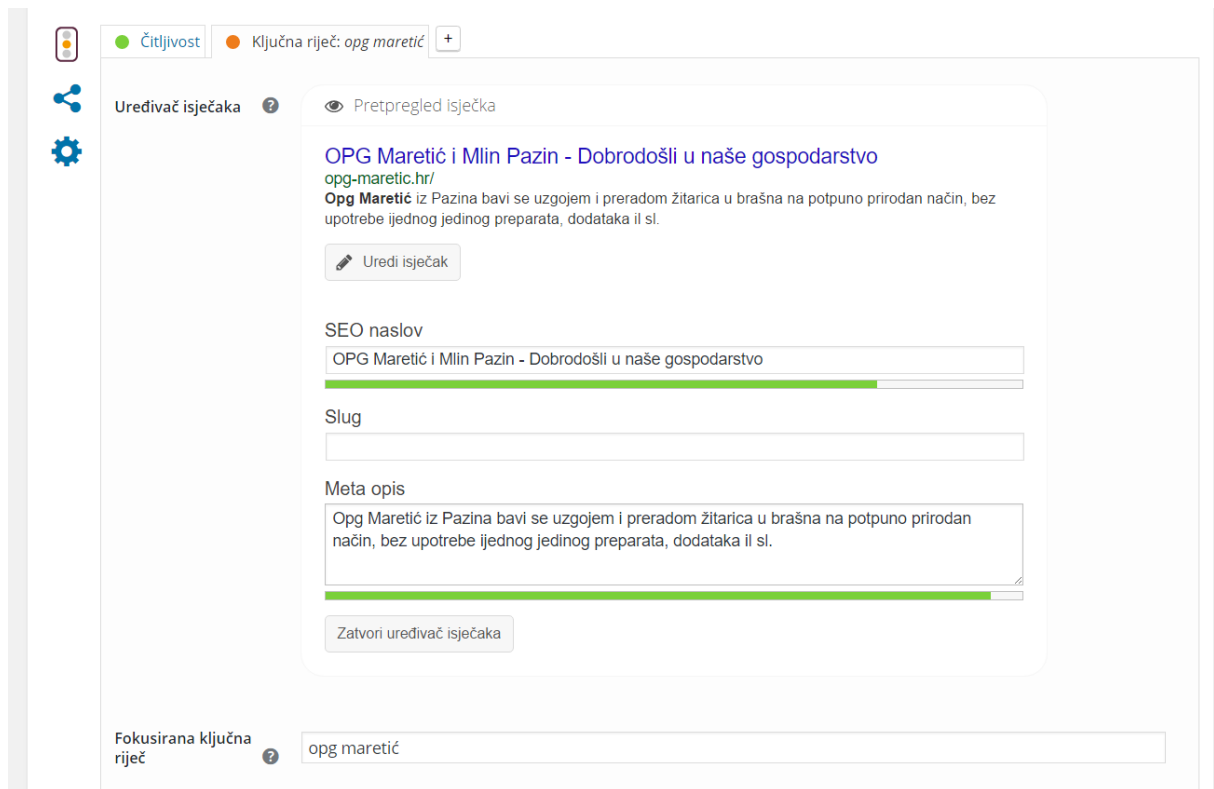 Čitljivost
Ključna riječ: opg maretić
+
Uređivač isječaka
?
Pretpregled isječka
OPG Maretić i Mlin Pazin - Dobrodošli u naše gospodarstvo
opg-maretic.hr/
Opg Maretić iz Pazina bavi se uzgojem i preradom žitarica u brašna na potpuno prirodan način, bez
upotrebe ijednog jedinog preparata, dodataka il sl.
Uredi isječak
SEO naslov
OPG Maretić i Mlin Pazin - Dobrodošli u naše gospodarstvo
Slug
Meta opis
Opg Maretić iz Pazina bavi se uzgojem i preradom žitarica u brašna na potpuno prirodan
način, bez upotrebe ijednog jedinog preparata, dodataka il sl.
Zatvori uređivač isječaka
Fokusirana ključna
riječ
?
opg maretić